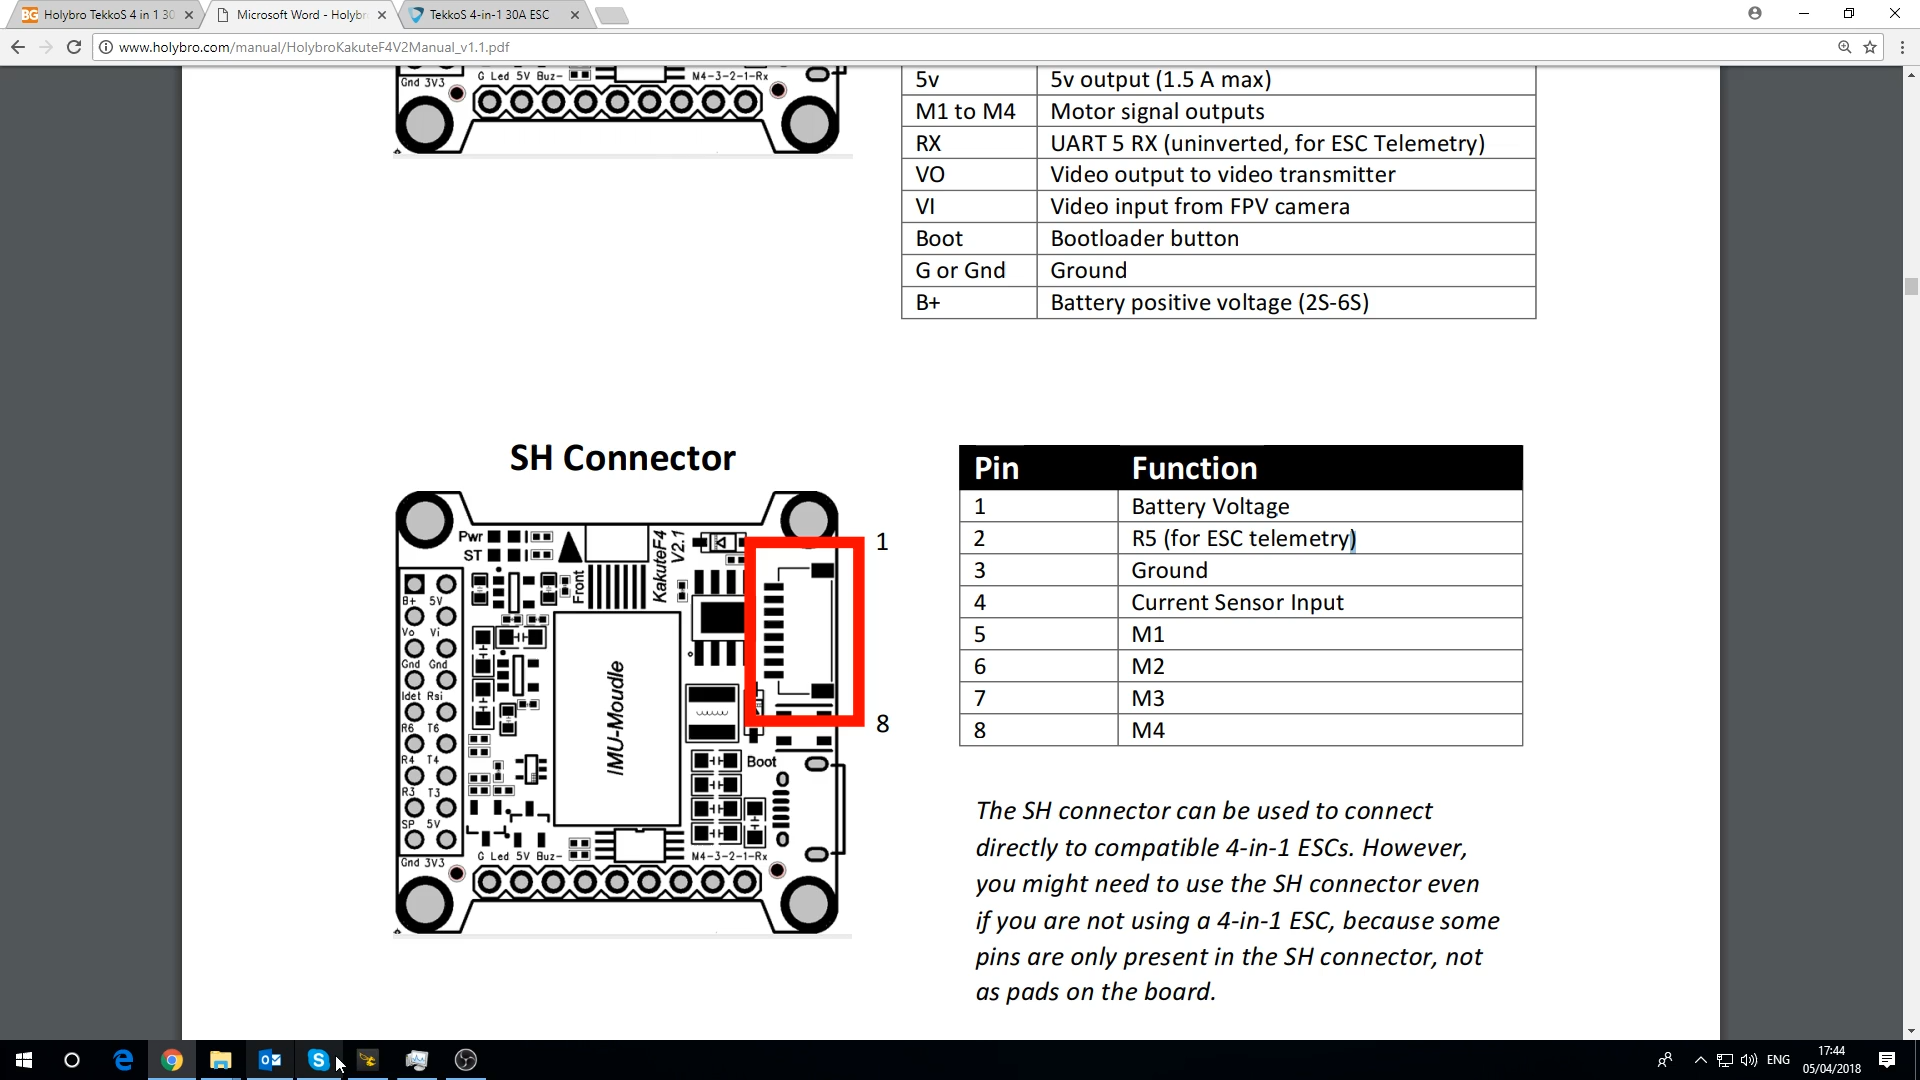 Holybro TekkoS 4 in 1 30
Microsoft Word - Holybr
TekkoS 4-in-1 30A ESC
www.holybro.com/manual/HolybroKakuteF4V2Manual_v1.1.pdf
Gnd 3V3
G Led 5V Buz-
M4-3-2-1-Rx
5v 5v output (1.5 A max)
M1 to M4 Motor signal outputs
RX UART 5 RX (uninverted, for ESC Telemetry)
VO Video output to video transmitter
VI Video input from FPV camera
Boot Bootloader button
G or Gnd Ground
B+ Battery positive voltage (2S-6S)
SH Connector
Pwr
ST
Front
KakuteF4
V2.1
1
8
B+ 5V
Vo Vi
Gnd Gnd
Idet Rsi
R6 T6
R4 T4
R3 T3
SP 5V
Gnd 3V3
IMU-Moudle
Boot
G Led 5V Buz-
M4-3-2-1-Rx
Pin Function
1 Battery Voltage
2 R5 (for ESC telemetry)
3 Ground
4 Current Sensor Input
5 M1
6 M2
7 M3
8 M4
The SH connector can be used to connect
directly to compatible 4-in-1 ESCs. However,
you might need to use the SH connector even
if you are not using a 4-in-1 ESC, because some
pins are only present in the SH connector, not
as pads on the board.
ENG
17:44
05/04/2018